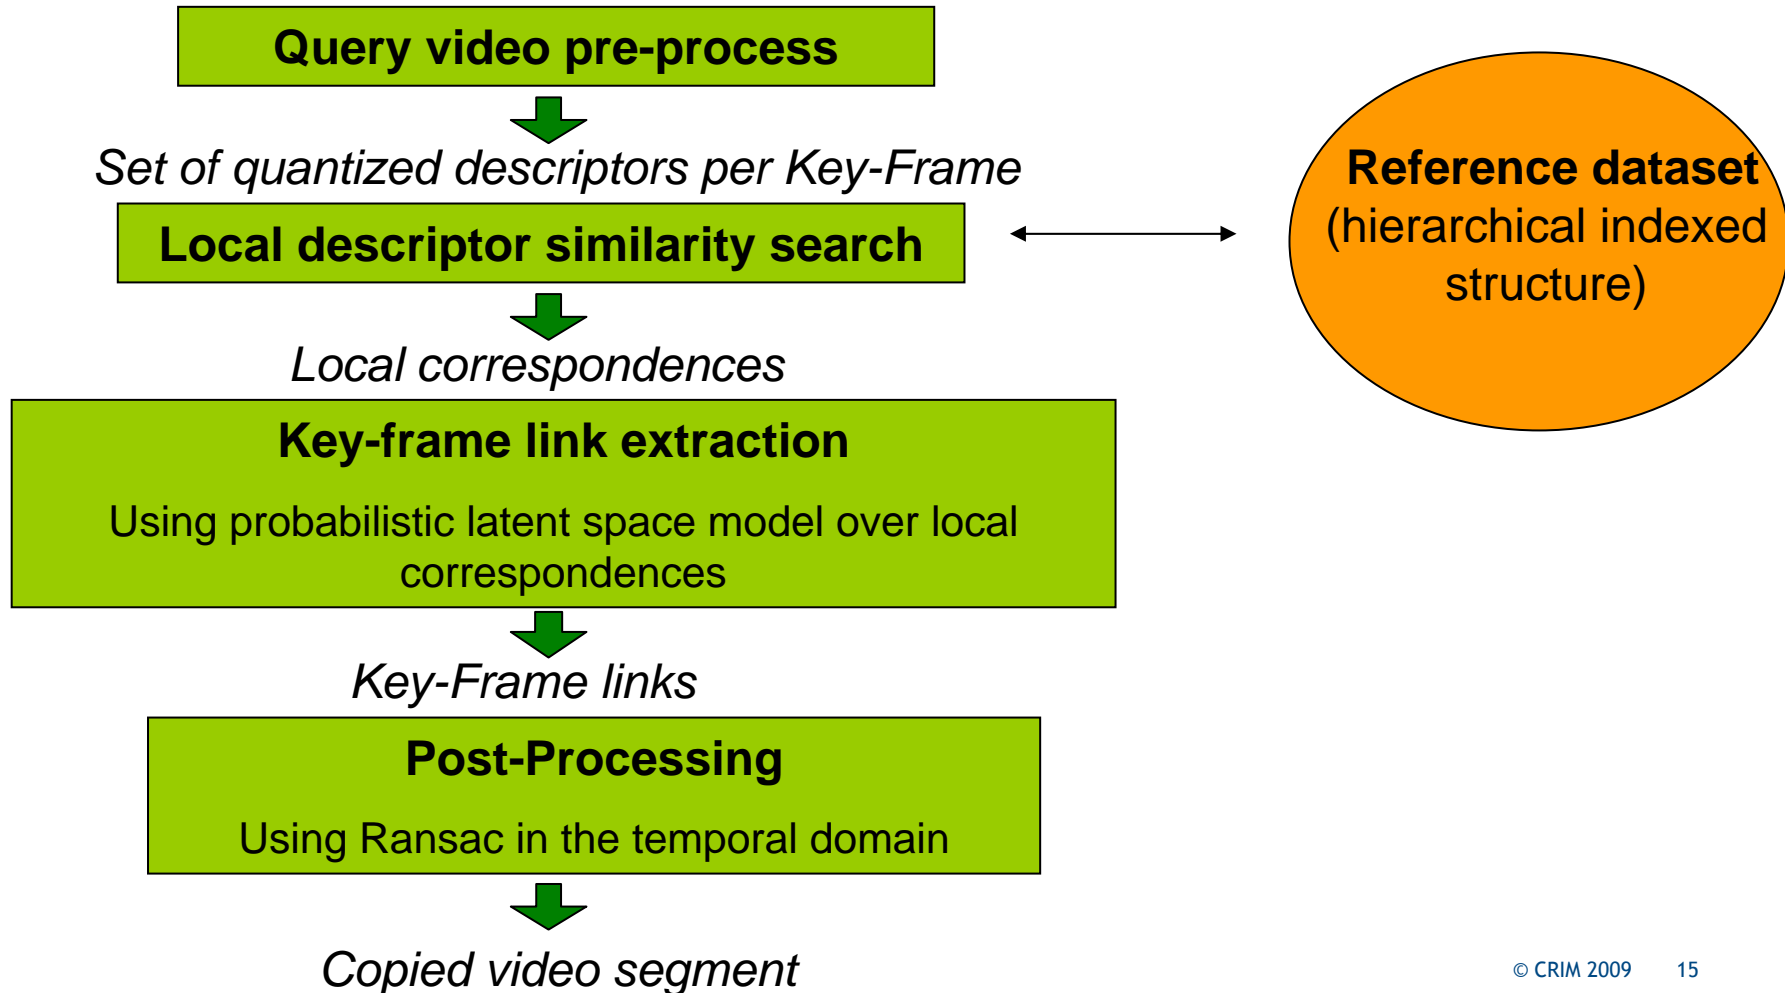 Query video pre-process
Set of quantized descriptors per Key-Frame
Local descriptor similarity search
Reference dataset
(hierarchical indexed
structure)
Local correspondences
Key-frame link extraction
Using probabilistic latent space model over local
correspondences
Key-Frame links
Post-Processing
Using Ransac in the temporal domain
Copied video segment
© CRIM 2009 15